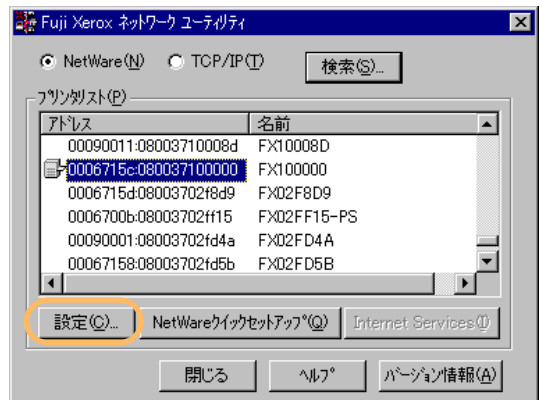 Fuji Xerox ネットワーク ユーティリティ
NetWare(N) TCP/IP(T) 検索(S)...
プリンタリスト(P)
アドレス 名前
00090011:08003710008d FX10008D
0006715c:080037100000 FX100000
0006715d:08003702f8d9 FX02F8D9
0006700b:08003702ff15 FX02FF15-PS
00090001:08003702fd4a FX02FD4A
00067158:08003702fd5b FX02FD5B
設定(C)... NetWareクイックセットアップ(Q) Internet Services(I)
閉じる ヘルプ バージョン情報(A)